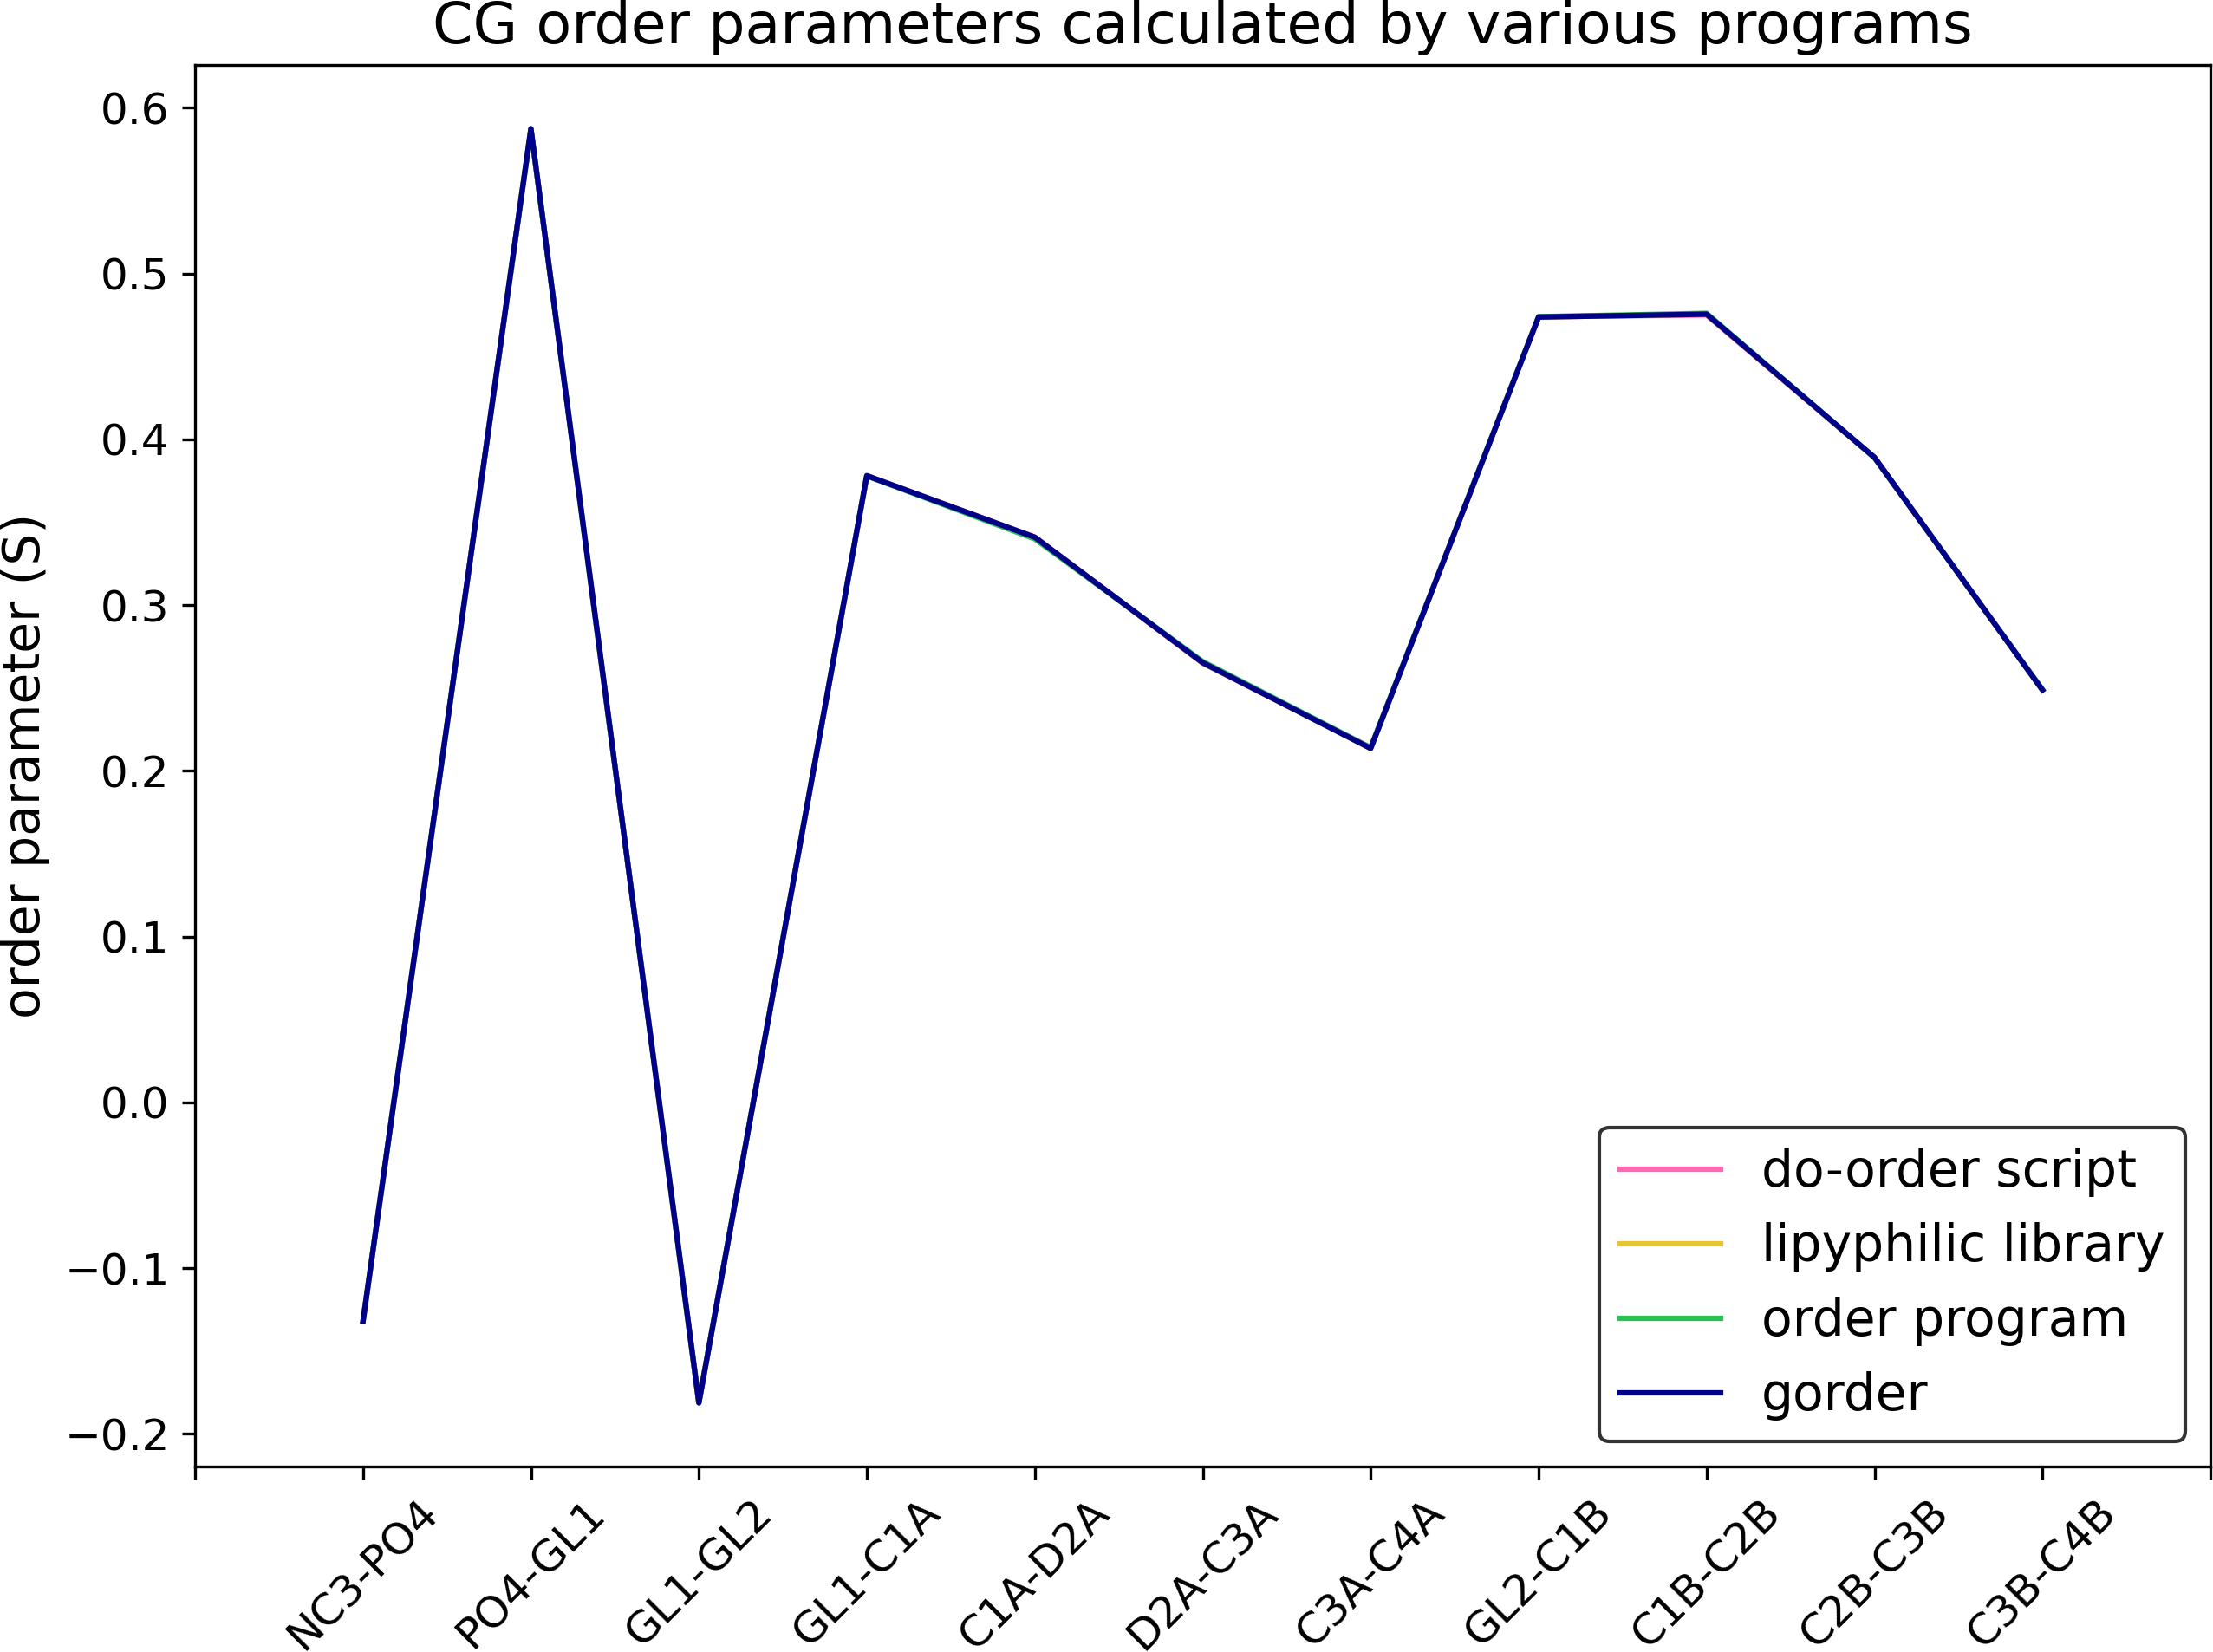 CG order parameters calculated by various programs
order parameter (S)
0.6
0.5
0.4
0.3
0.2
0.1
0.0
−0.1
−0.2
do-order script
lipyphilic library
order program
gorder
NC3-PO4
PO4-GL1
GL1-GL2
GL1-C1A
C1A-D2A
D2A-C3A
C3A-C4A
GL2-C1B
C1B-C2B
C2B-C3B
C3B-C4B